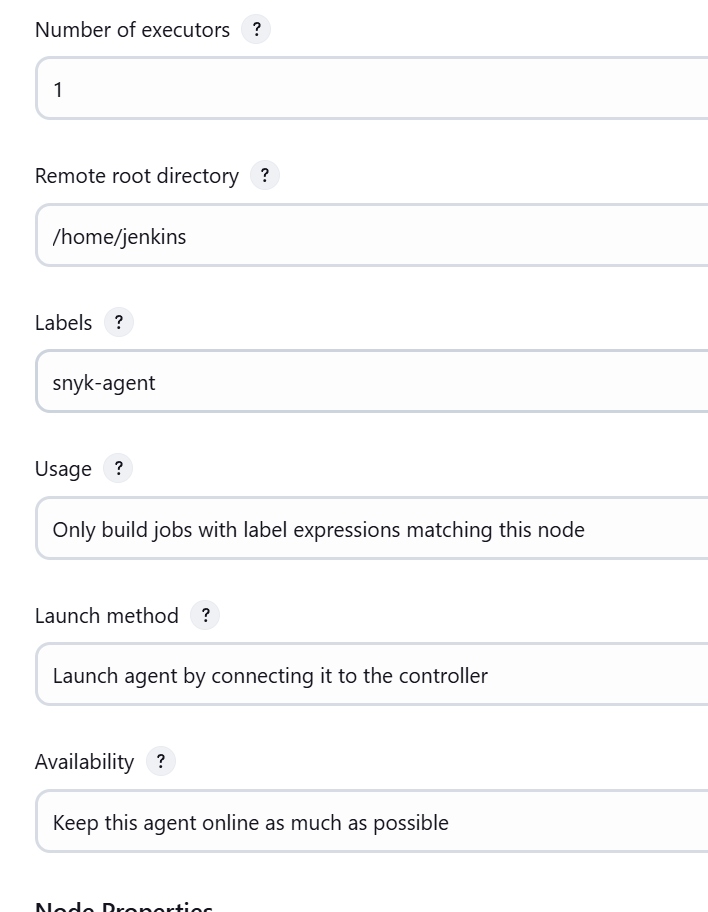 Number of executors ?
1
Remote root directory ?
/home/jenkins
Labels ?
snyk-agent
Usage ?
Only build jobs with label expressions matching this node
Launch method ?
Launch agent by connecting it to the controller
Availability ?
Keep this agent online as much as possible
Node Properties